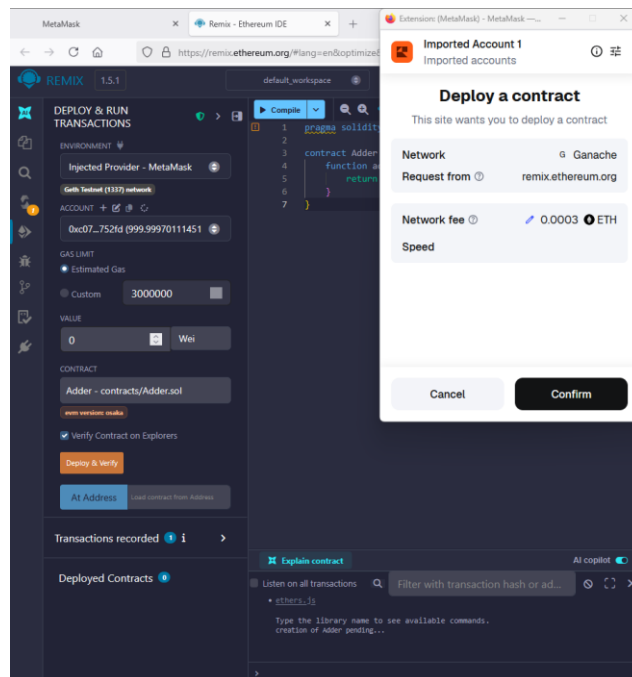 MetaMask
Remix - Ethereum IDE
https://remix.ethereum.org/#lang=en&optimize
REMIX 1.5.1
default_workspace
DEPLOY & RUN
TRANSACTIONS
ENVIRONMENT
Injected Provider - MetaMask
Geth Testnet (1337) network
ACCOUNT
0xc07...752fd (999.99970111451
GAS LIMIT
Estimated Gas
Custom 3000000
VALUE
0 Wei
CONTRACT
Adder - contracts/Adder.sol
evm version: osaka
Verify Contract on Explorers
Deploy & Verify
At Address Load contract from Address
Transactions recorded 1 i
Deployed Contracts 0
Compile
1 pragma solidity
2
3 contract Adder
4 function a
5 return
6 }
7 }
Extension: (MetaMask) - MetaMask —...
Imported Account 1
Imported accounts
Deploy a contract
This site wants you to deploy a contract
Network G Ganache
Request from remix.ethereum.org
Network fee 0.0003 ETH
Speed
Cancel Confirm
Explain contract
AI copilot
Listen on all transactions
Filter with transaction hash or ad...
• ethers.js
Type the library name to see available commands.
creation of Adder pending...
>